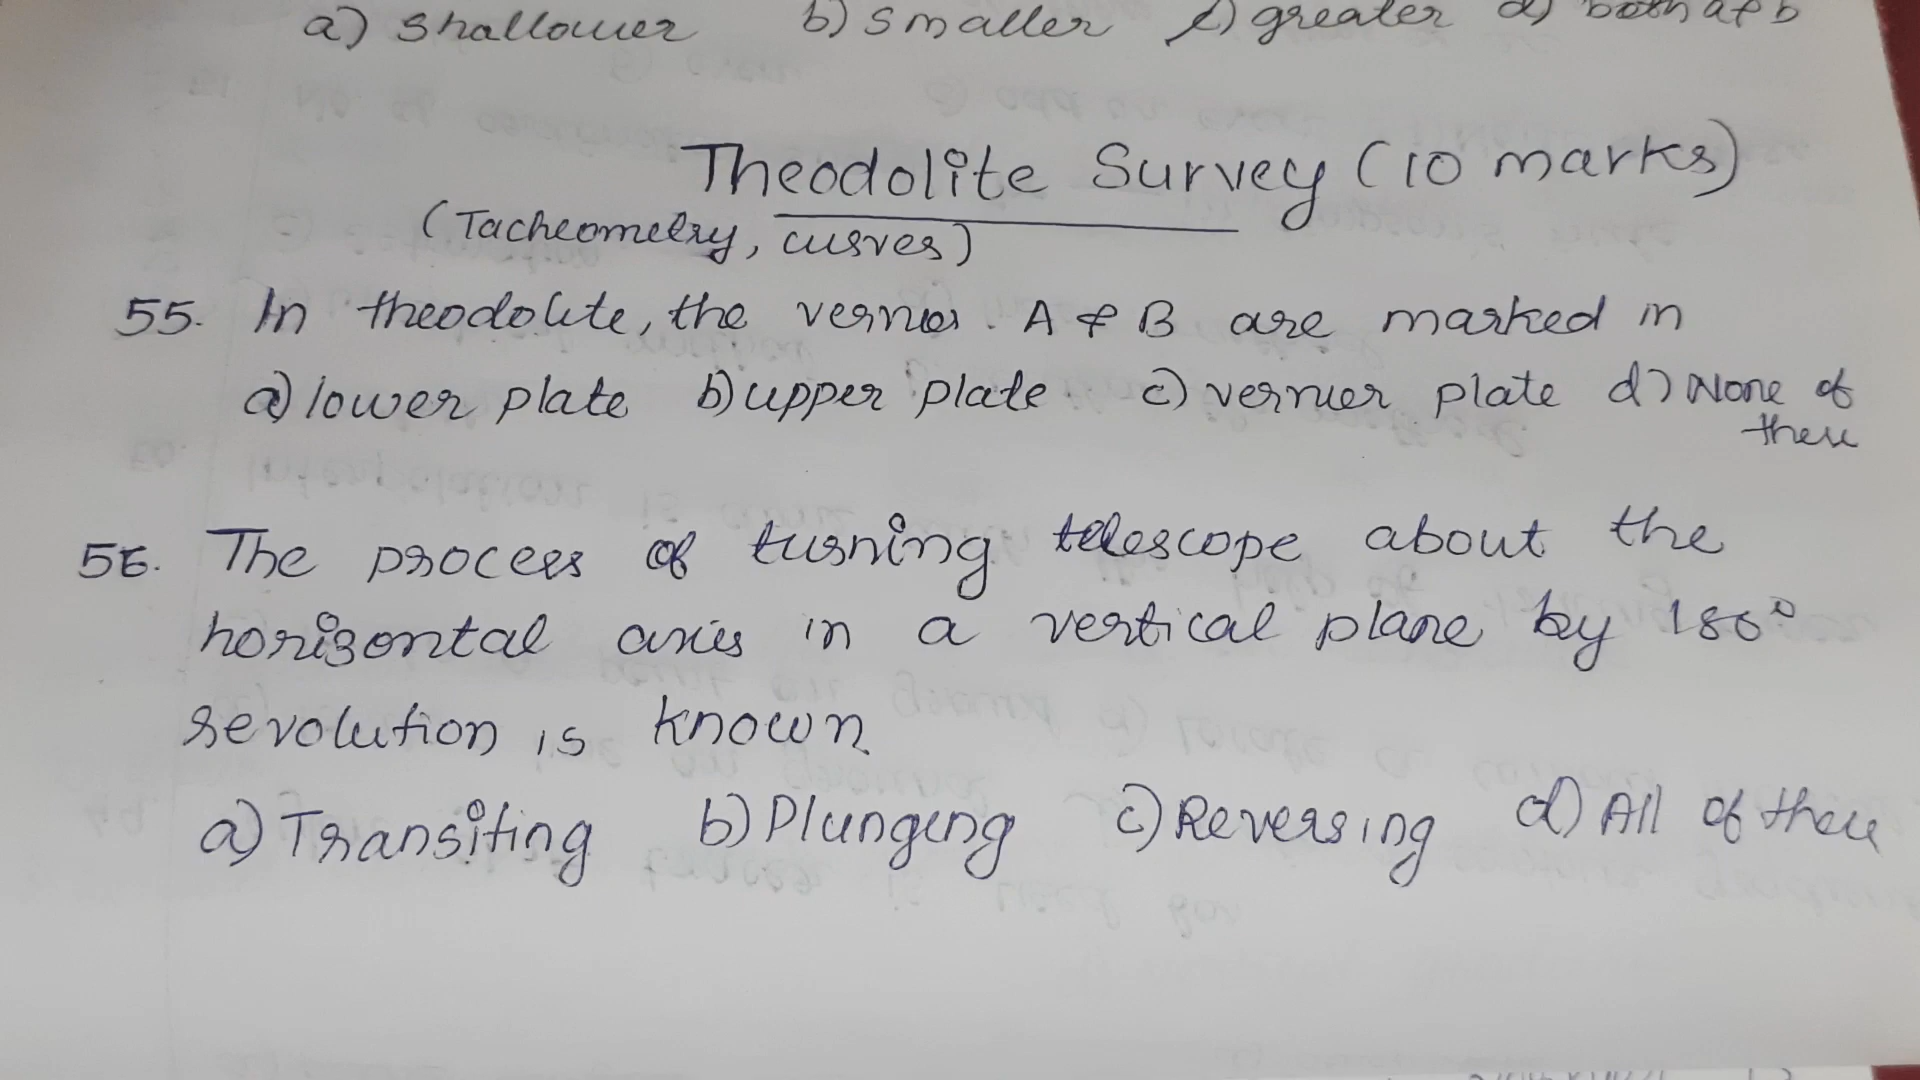 a) shallower b) smaller c) greater d) both a & b
Theodolite Survey (10 marks)
(Tacheometry, curves)
55. In theodolite, the vernier. A & B are marked in
a) lower plate b) upper plate. c) vernier plate d) None of
these
56. The process of turning telescope about the
horizontal axis in a vertical plane by 180°
revolution is known
a) Transiting b) Plunging c) Reversing d) All of these